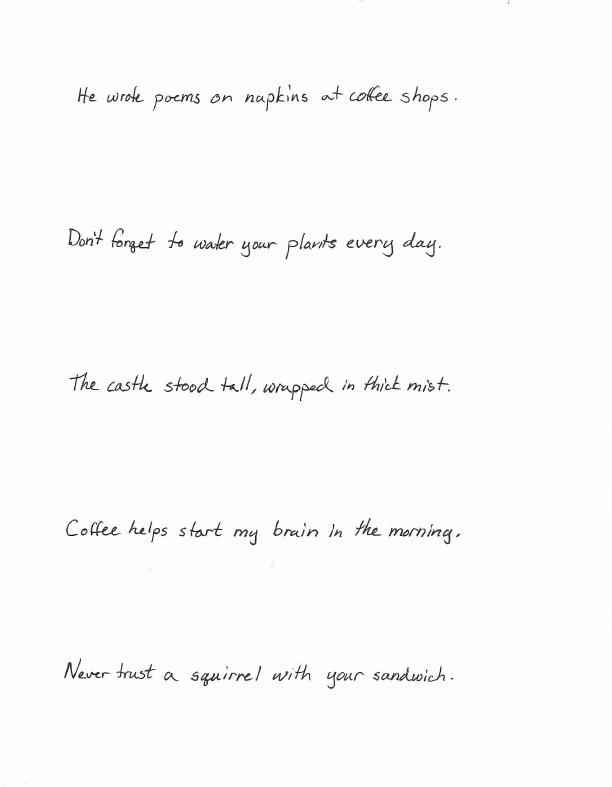 He wrote poems on napkins at coffee shops.
Don't forget to water your plants every day.
The castle stood tall, wrapped in thick mist.
Coffee helps start my brain in the morning.
Never trust a squirrel with your sandwich.